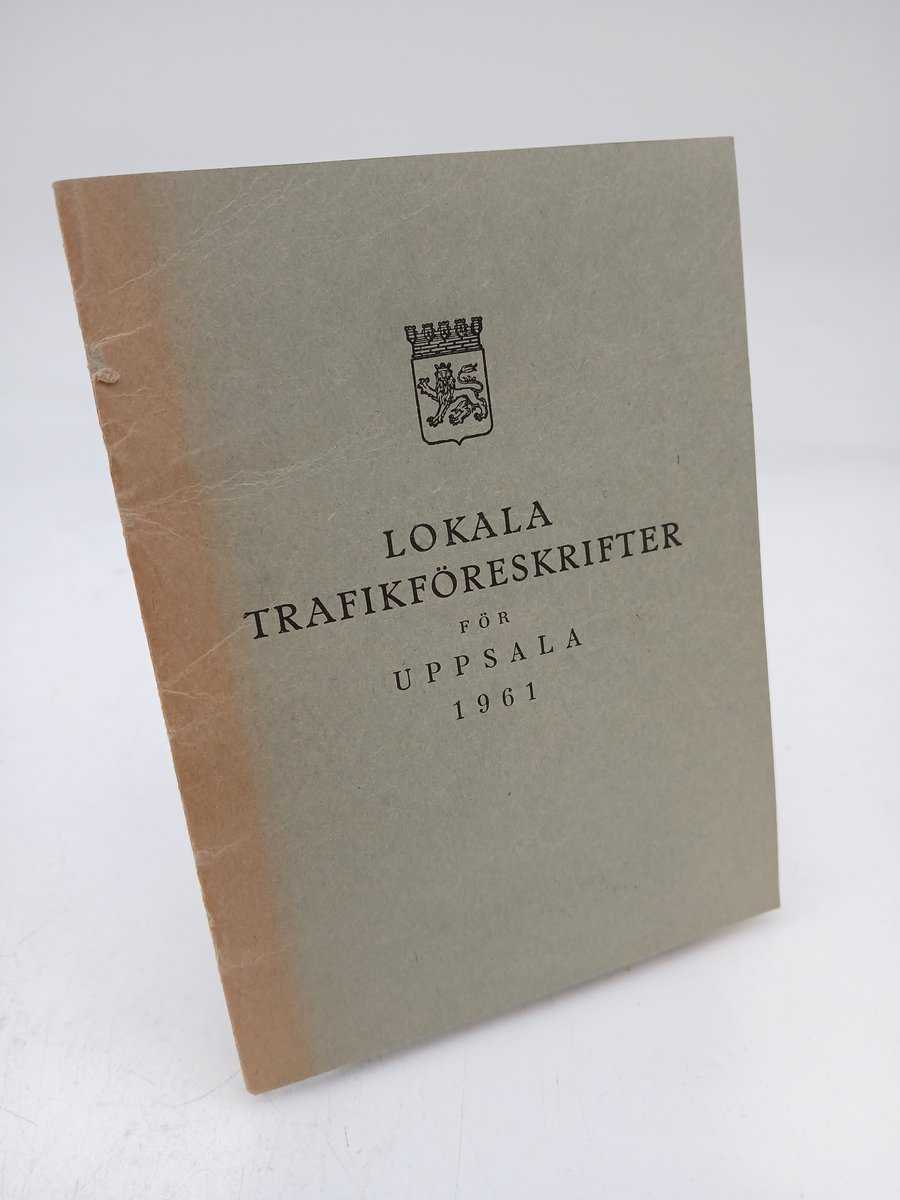 LOKALA
TRAFIKFÖRESKRIFTER
FÖR
UPPSALA
1961